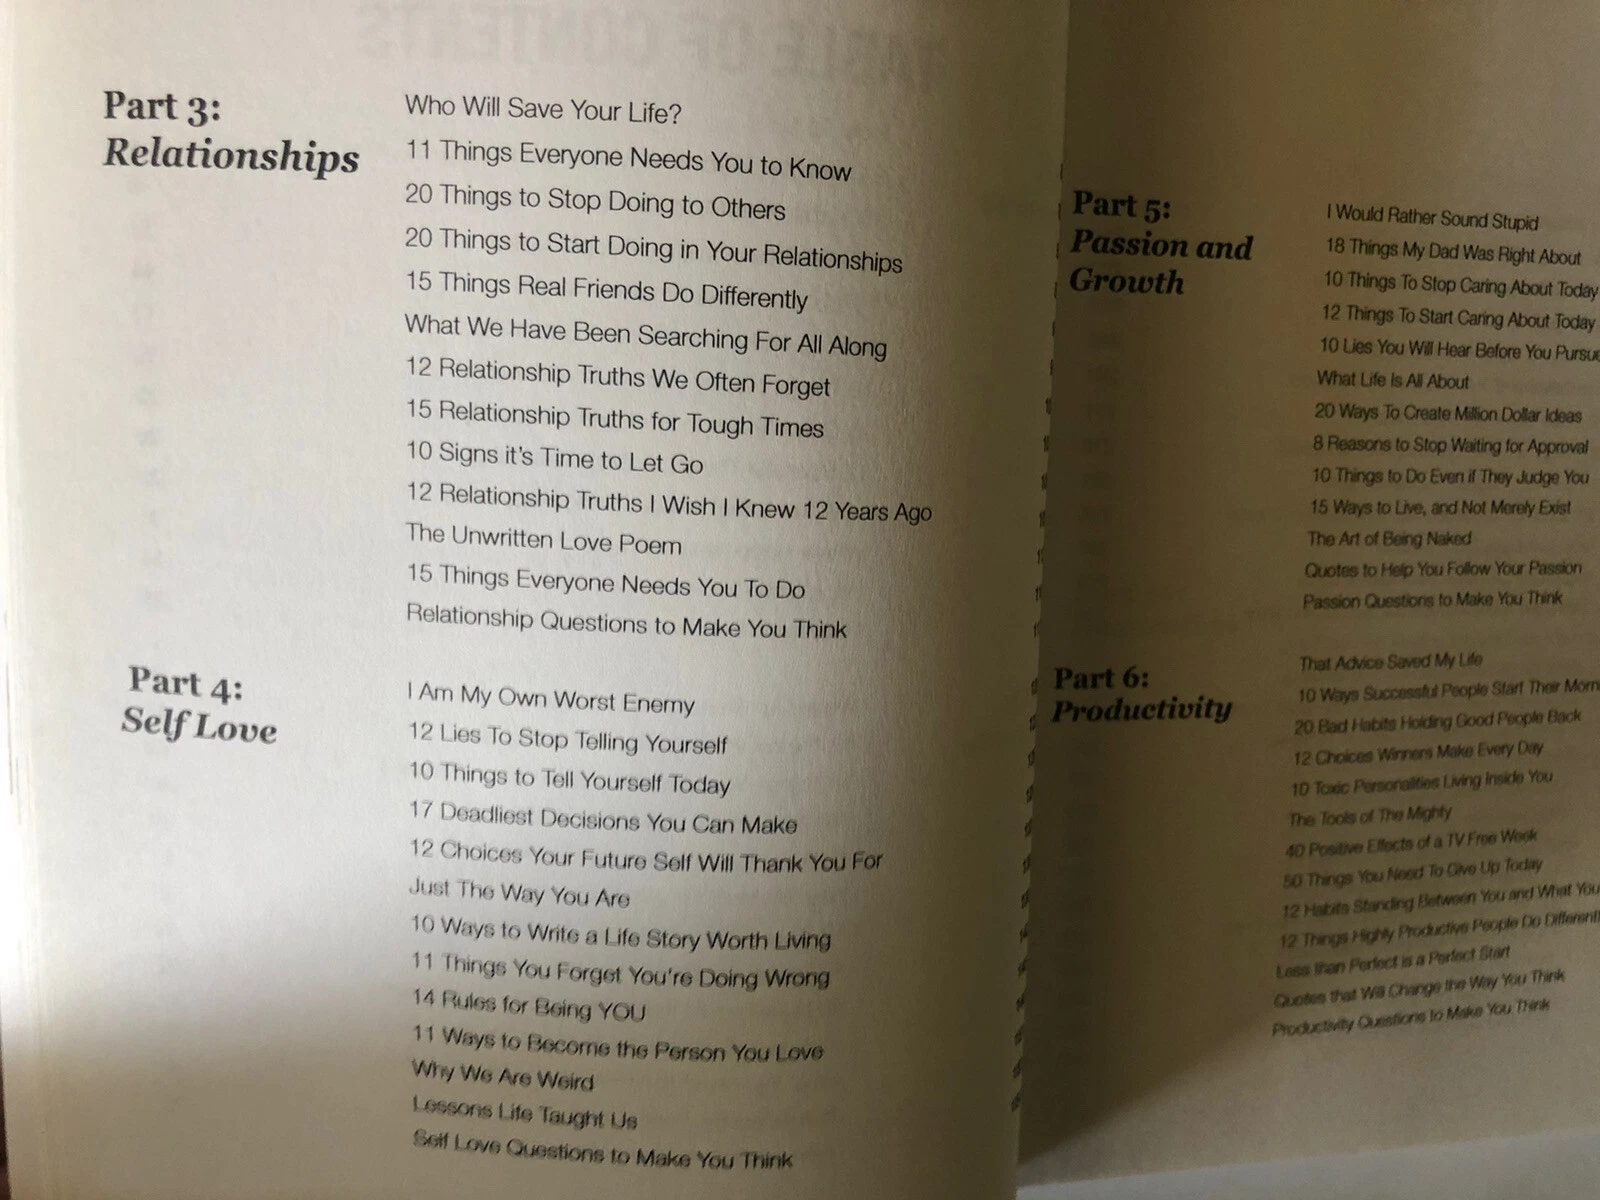 TABLE OF CONTENTS
Part 3:
Relationships
Who Will Save Your Life?
11 Things Everyone Needs You to Know
20 Things to Stop Doing to Others
20 Things to Start Doing in Your Relationships
15 Things Real Friends Do Differently
What We Have Been Searching For All Along
12 Relationship Truths We Often Forget
15 Relationship Truths for Tough Times
10 Signs it's Time to Let Go
12 Relationship Truths I Wish I Knew 12 Years Ago
The Unwritten Love Poem
15 Things Everyone Needs You To Do
Relationship Questions to Make You Think
Part 4:
Self Love
I Am My Own Worst Enemy
12 Lies To Stop Telling Yourself
10 Things to Tell Yourself Today
17 Deadliest Decisions You Can Make
12 Choices Your Future Self Will Thank You For
Just The Way You Are
10 Ways to Write a Life Story Worth Living
11 Things You Forget You're Doing Wrong
14 Rules for Being YOU
11 Ways to Become the Person You Love
Why We Are Weird
Lessons Life Taught Us
Self Love Questions to Make You Think
Part 5:
Passion and
Growth
I Would Rather Sound Stupid
18 Things My Dad Was Right About
10 Things To Stop Caring About Today
12 Things To Start Caring About Today
10 Lies You Will Hear Before You Pursue
What Life Is All About
20 Ways To Create Million Dollar Ideas
8 Reasons to Stop Waiting for Approval
10 Things to Do Even if They Judge You
15 Ways to Live, and Not Merely Exist
The Art of Being Naked
Quotes to Help You Follow Your Passion
Passion Questions to Make You Think
Part 6:
Productivity
That Advice Saved My Life
10 Ways Successful People Start Their Morn
20 Bad Habits Holding Good People Back
12 Choices Winners Make Every Day
10 Toxic Personalities Living Inside You
The Tools of The Mighty
40 Positive Effects of a TV Free Week
50 Things You Need To Give Up Today
12 Habits Standing Between You and What You
12 Things Highly Productive People Do Different
Less than Perfect is a Perfect Start
Quotes that Will Change the Way You Think
Productivity Questions to Make You Think